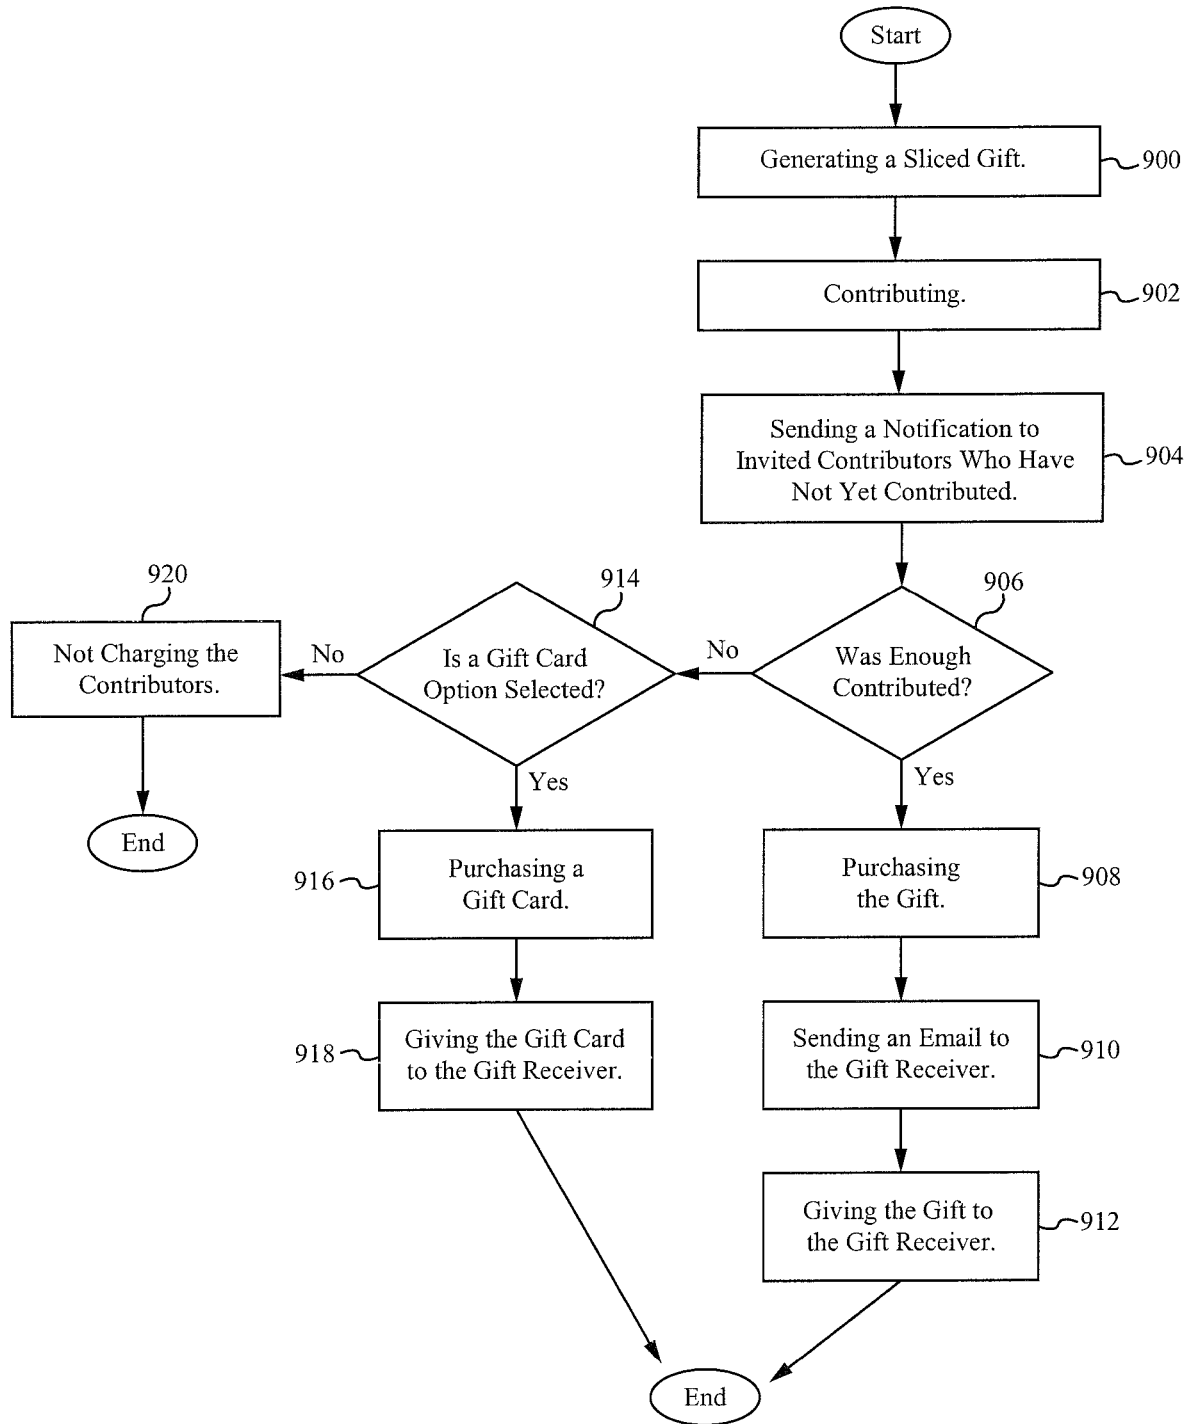 Start
Generating a Sliced Gift.
900
Contributing.
902
Sending a Notification to
Invited Contributors Who Have
Not Yet Contributed.
904
906
Was Enough
Contributed?
No
Yes
914
Is a Gift Card
Option Selected?
No
Yes
920
Not Charging the
Contributors.
End
916
Purchasing a
Gift Card.
918
Giving the Gift Card
to the Gift Receiver.
Purchasing
the Gift.
908
Sending an Email to
the Gift Receiver.
910
Giving the Gift to
the Gift Receiver.
912
End